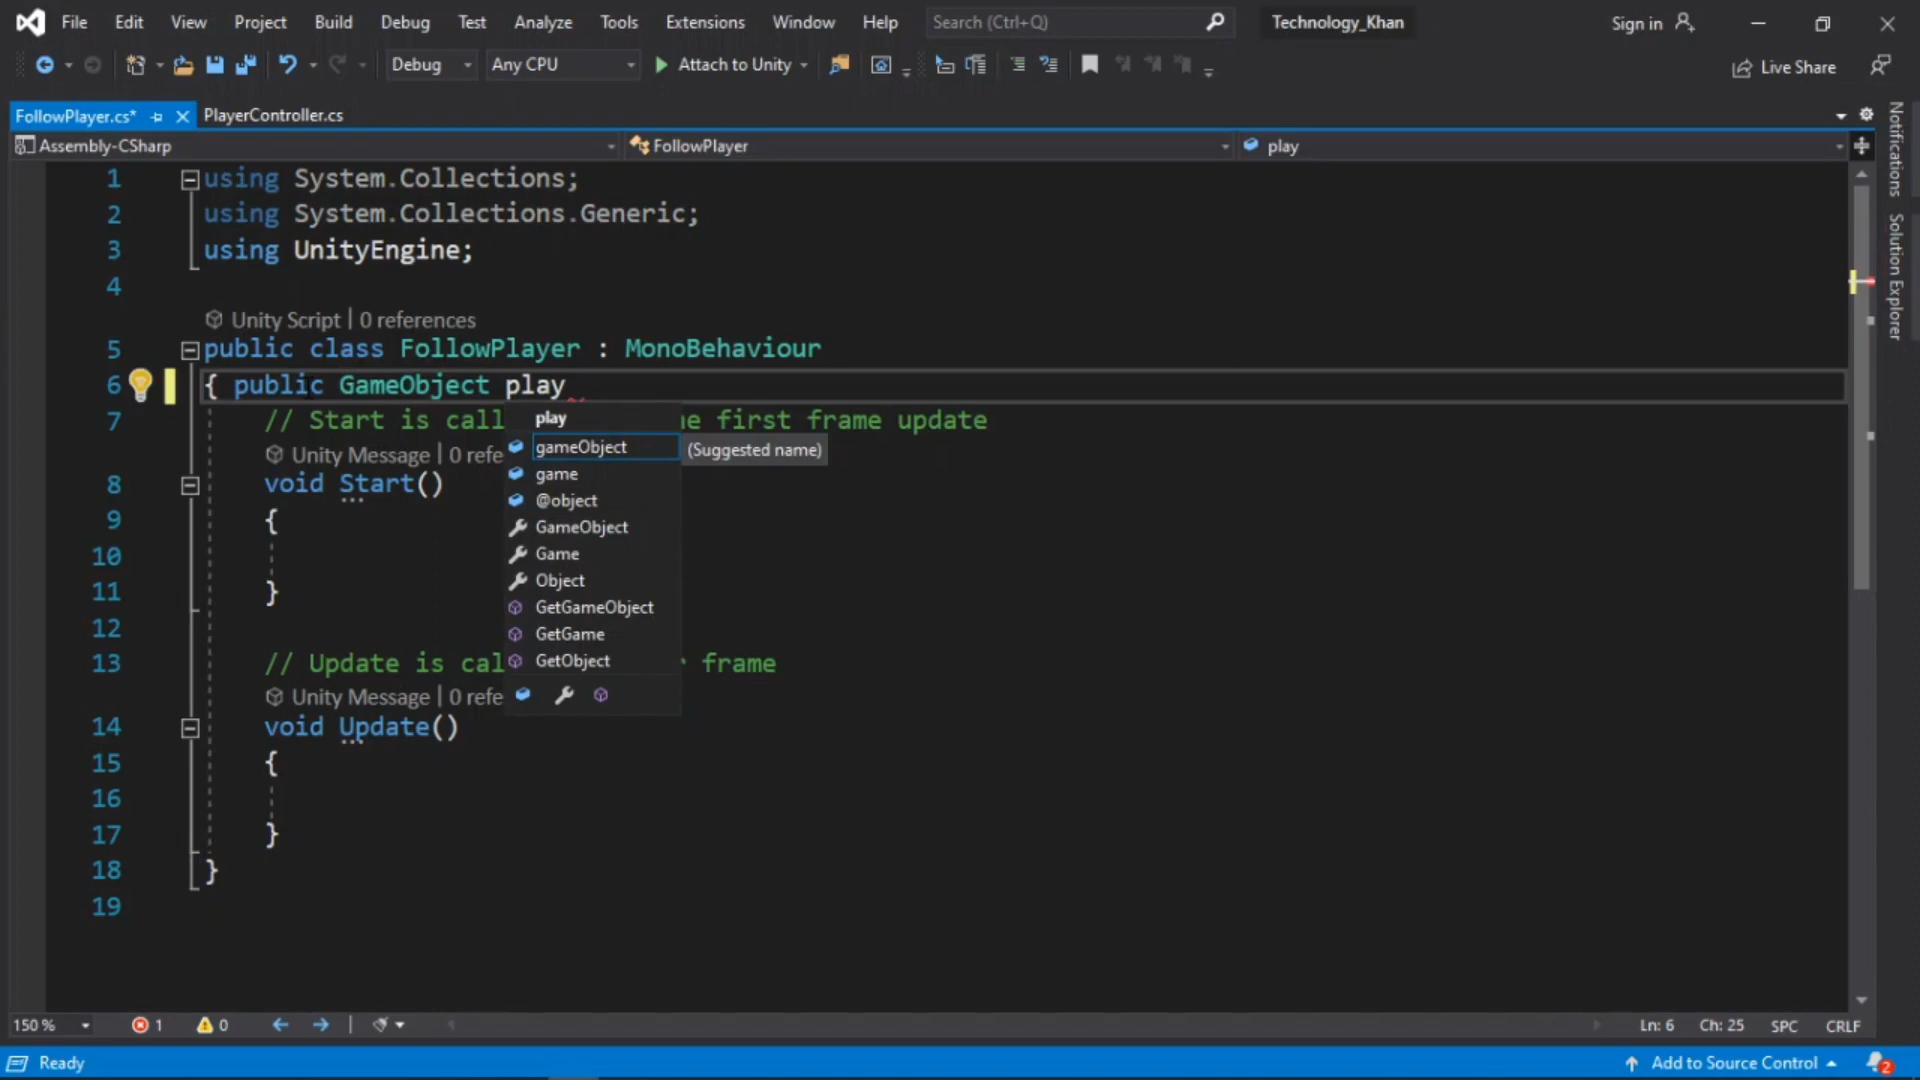 File Edit View Project Build Debug Test Analyze Tools Extensions Window Help Search (Ctrl+Q) Technology_Khan Sign in
Debug Any CPU Attach to Unity Live Share
FollowPlayer.cs* PlayerController.cs
Assembly-CSharp FollowPlayer play
Notifications
Solution Explorer
1 using System.Collections;
2 using System.Collections.Generic;
3 using UnityEngine;
4
Unity Script | 0 references
5 public class FollowPlayer : MonoBehaviour
6 { public GameObject play
play
7 // Start is call e first frame update
gameObject (Suggested name)
Unity Message | 0 refe
game
8 void Start()
@object
9 {
GameObject
10
Game
Object
11 }
GetGameObject
12
GetGame
13 // Update is cal r frame
GetObject
Unity Message | 0 refe
14 void Update()
15 {
16
17 }
18 }
19
150 % 1 0 Ln: 6 Ch: 25 SPC CRLF
Ready Add to Source Control 2